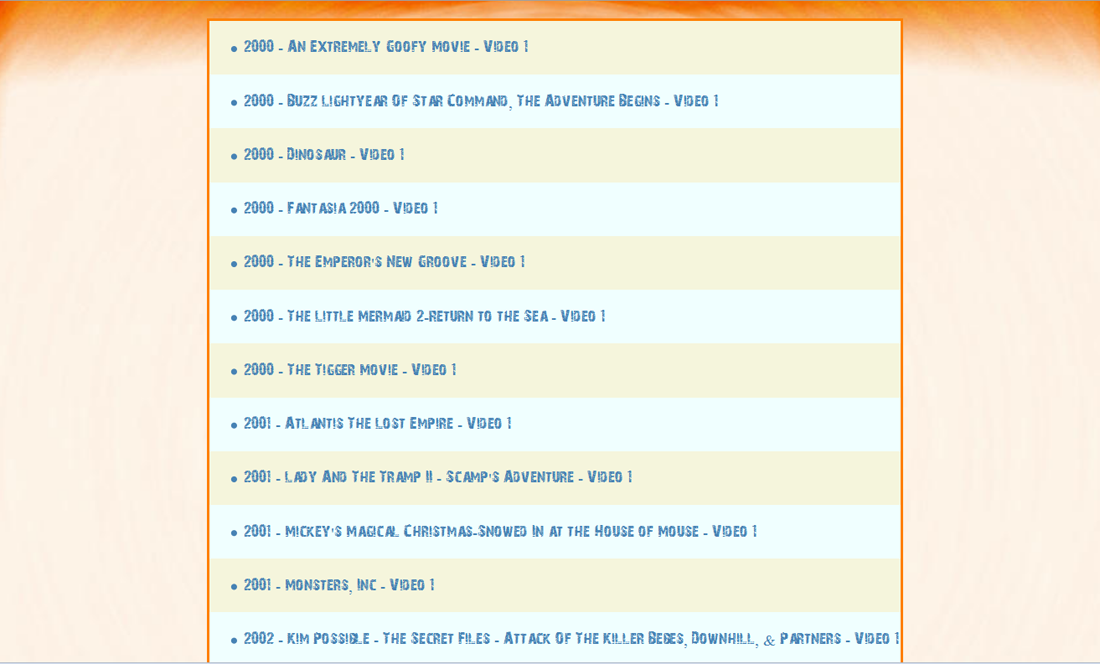 • 2000 - An Extremely Goofy Movie - Video 1
• 2000 - Buzz Lightyear Of Star Command, The Adventure Begins - Video 1
• 2000 - Dinosaur - Video 1
• 2000 - Fantasia 2000 - Video 1
• 2000 - The Emperor's New Groove - Video 1
• 2000 - The Little Mermaid 2-Return to the Sea - Video 1
• 2000 - The Tigger Movie - Video 1
• 2001 - Atlantis The Lost Empire - Video 1
• 2001 - Lady And The Tramp II - Scamp's Adventure - Video 1
• 2001 - Mickey's Magical Christmas-Snowed In at the House of Mouse - Video 1
• 2001 - Monsters, Inc - Video 1
• 2002 - Kim Possible - The Secret Files - Attack Of The Killer Bebes, Downhill, & Partners - Video 1